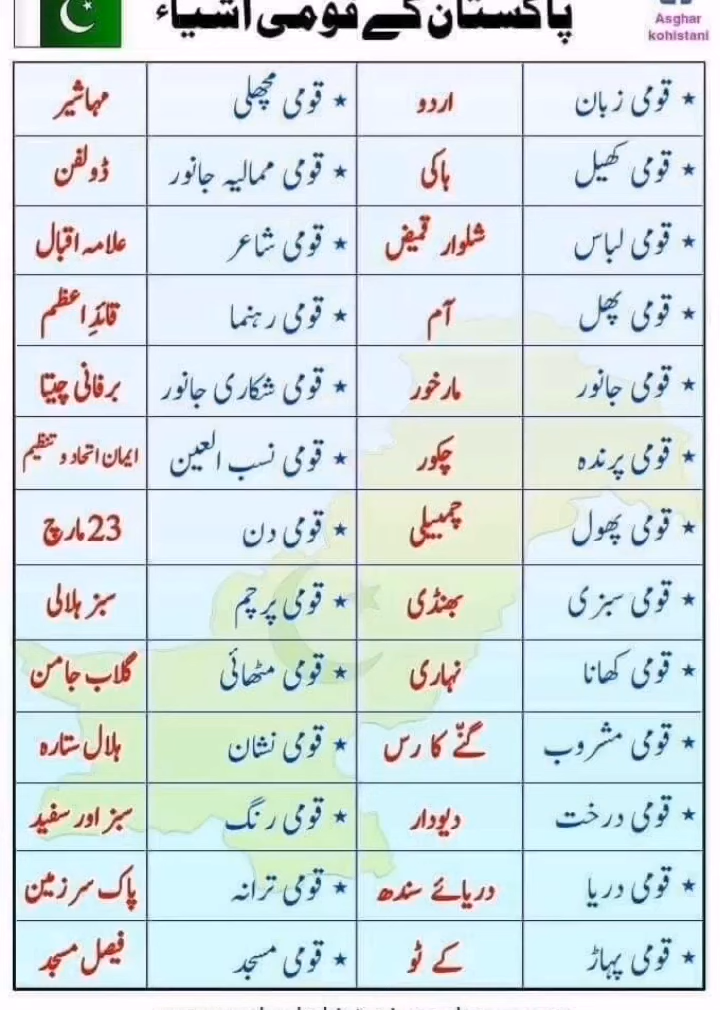 پاکستان کے قومی اشیاء
Asghar
kohistani
★ قومی زبان اردو ★ قومی مچھلی مہاشیر
★ قومی کھیل ہاکی ★ قومی ممالیہ جانور ڈولفن
★ قومی لباس شلوار قمیض ★ قومی شاعر علامہ اقبال
★ قومی پھل آم ★ قومی رہنما قائدِاعظم
★ قومی جانور مارخور ★ قومی شکاری جانور برفانی چیتا
★ قومی پرندہ چکور ★ قومی نسب العین ایمان اتحاد و تنظیم
★ قومی پھول چمبیلی ★ قومی دن 23مارچ
★ قومی سبزی بھنڈی ★ قومی پرچم سبز ہلالی
★ قومی کھانا نہاری ★ قومی مٹھائی گلاب جامن
★ قومی مشروب گنّے کا رس ★ قومی نشان ہلال ستارہ
★ قومی درخت دیودار ★ قومی رنگ سبز اور سفید
★ قومی دریا دریائے سندھ ★ قومی ترانہ پاک سرزمین
★ قومی پہاڑ کے ٹو ★ قومی مسجد فیصل مسجد